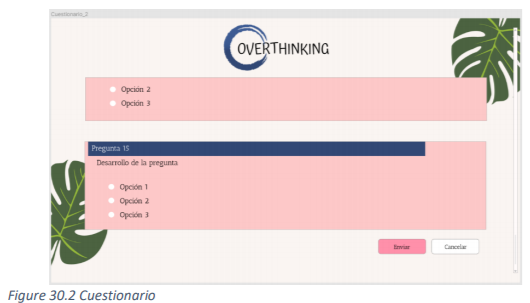 Cuestionario_2
OVERTHINKING
Opción 2
Opción 3
Pregunta 15
Desarrollo de la pregunta
Opción 1
Opción 2
Opción 3
Enviar
Cancelar
Figure 30.2 Cuestionario